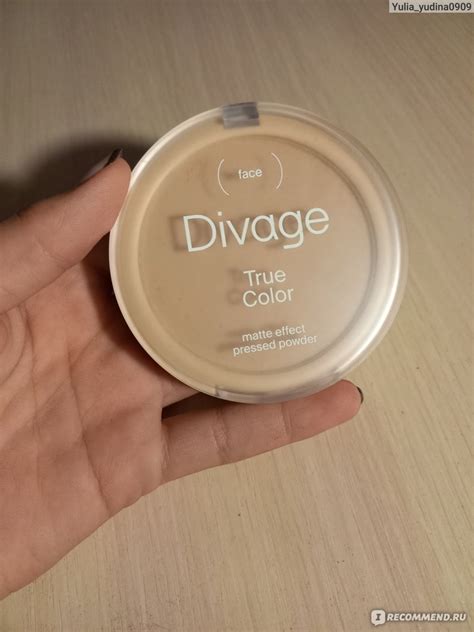 Yulia_yudina0909
( face )
Divage
True
Color
matte effect
pressed powder
I RECOMMEND.RU